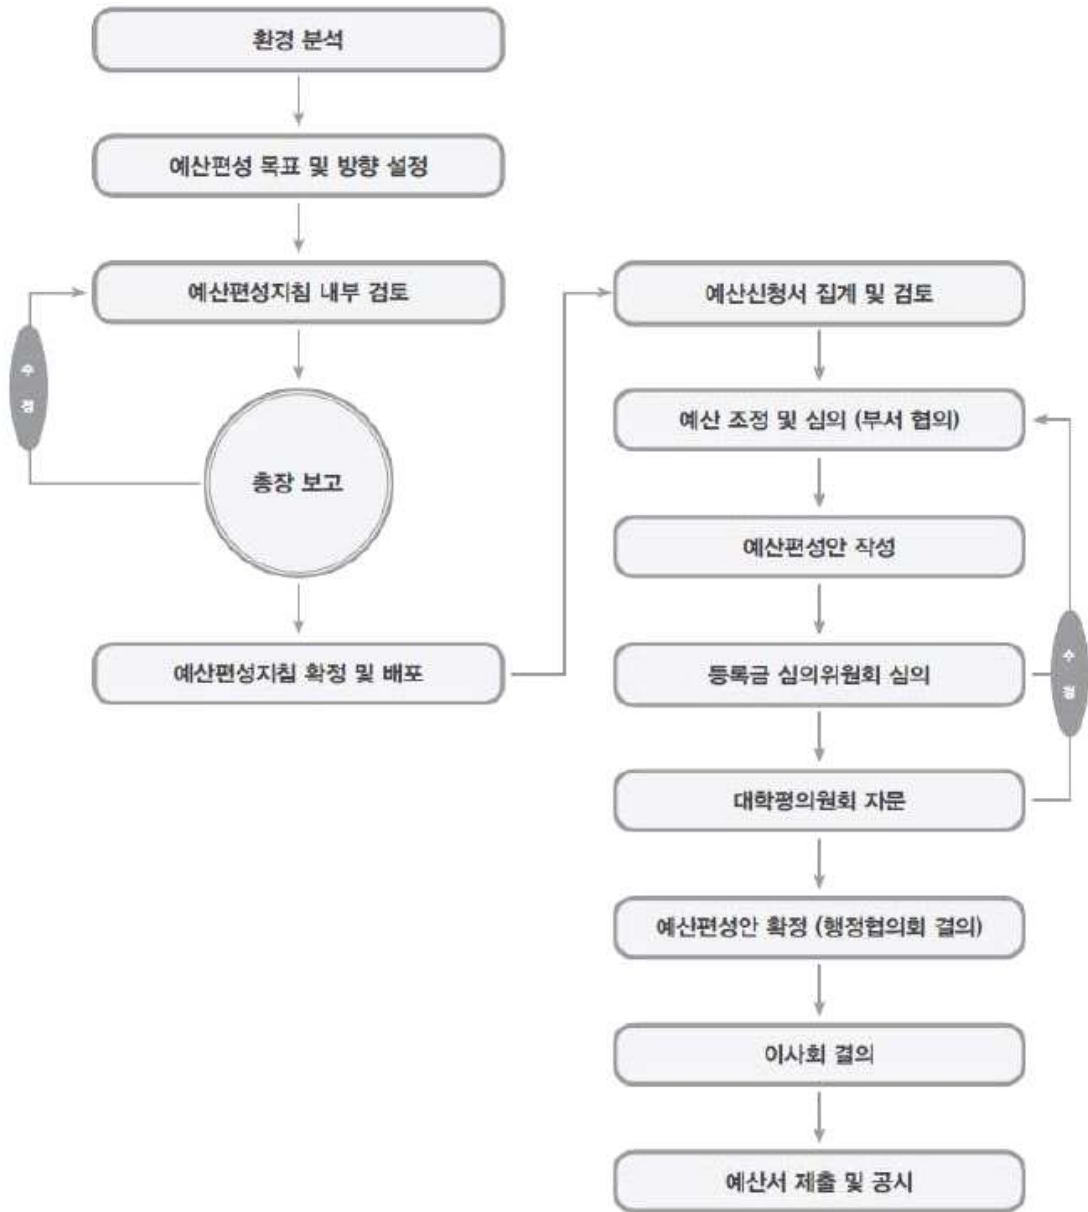 환경 분석
예산편성 목표 및 방향 설정
예산편성지침 내부 검토
수
정
총장 보고
예산편성지침 확정 및 배포
예산신청서 집계 및 검토
예산 조정 및 심의 (부서 협의)
예산편성안 작성
등록금 심의위원회 심의
수
정
대학평의원회 자문
예산편성안 확정 (행정협의회 결의)
이사회 결의
예산서 제출 및 공시